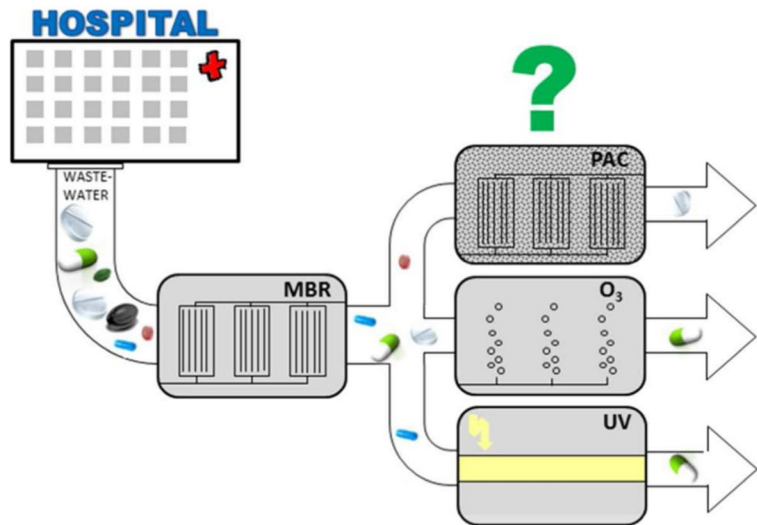 HOSPITAL
WASTE-
WATER
MBR
?
PAC
O₃
UV